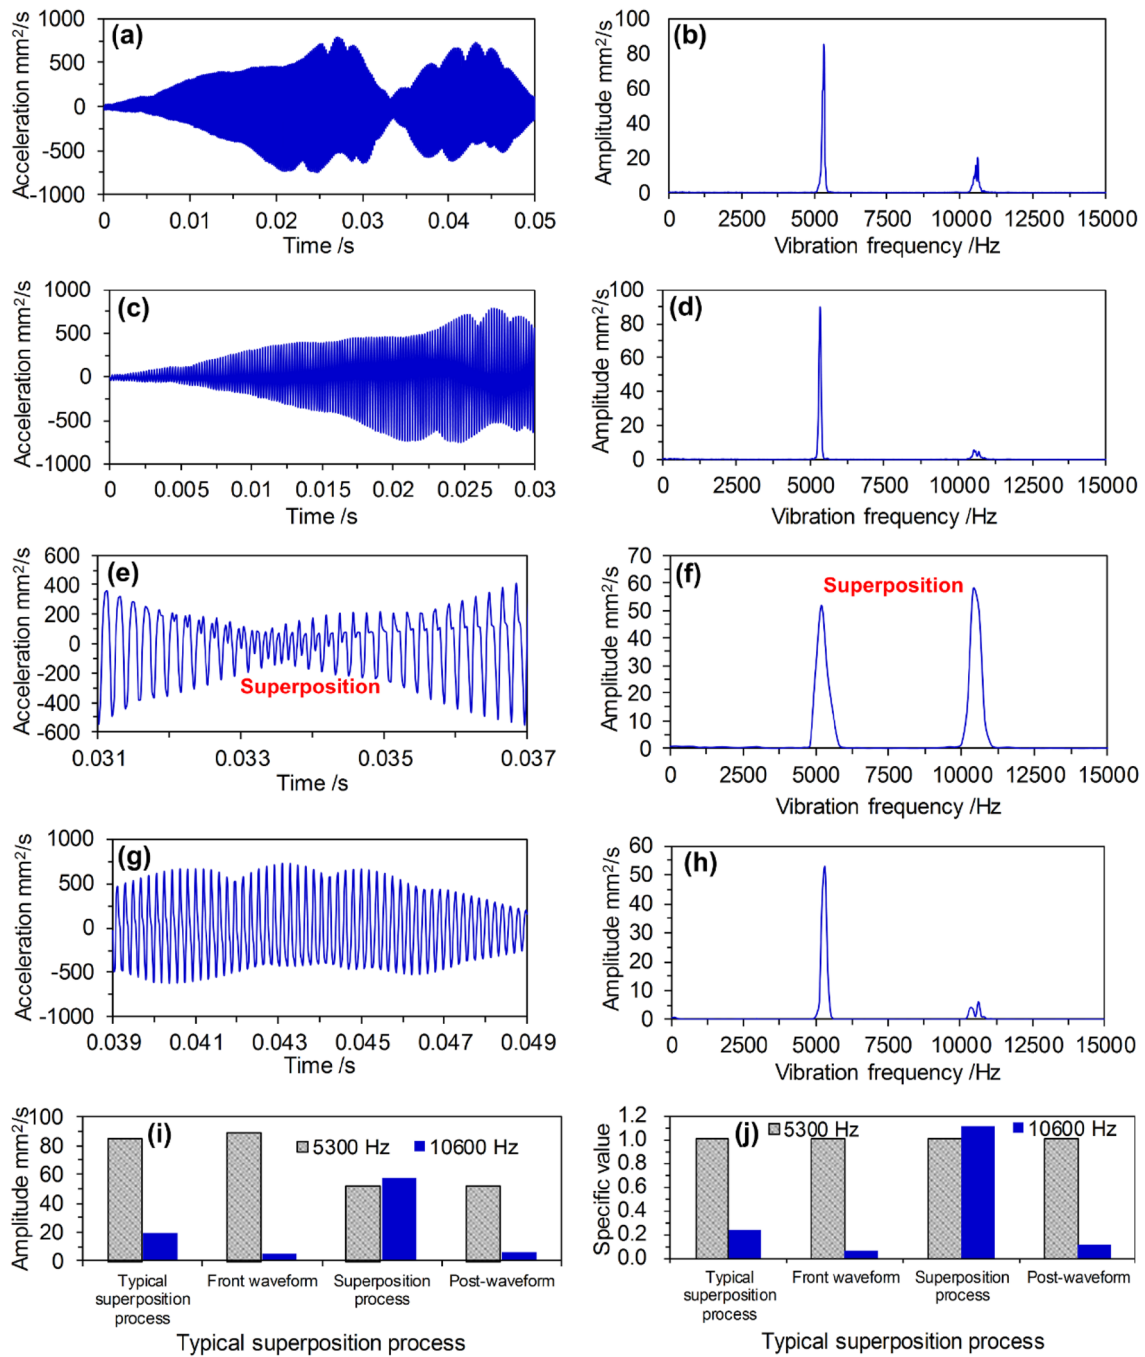 (a)
Acceleration mm²/s
1000
500
0
-500
-1000
0 0.01 0.02 0.03 0.04 0.05
Time /s
(b)
Amplitude mm²/s
100
80
60
40
20
0
0 2500 5000 7500 10000 12500 15000
Vibration frequency /Hz
(c)
Acceleration mm²/s
1000
500
0
-500
-1000
0 0.005 0.01 0.015 0.02 0.025 0.03
Time /s
(d)
Amplitude mm²/s
100
80
60
40
20
0
0 2500 5000 7500 10000 12500 15000
Vibration frequency /Hz
(e)
Acceleration mm²/s
600
400
200
0
-200
-400
-600
Superposition
0.031 0.033 0.035 0.037
Time /s
(f)
Amplitude mm²/s
70
60
50
40
30
20
10
0
Superposition
0 2500 5000 7500 10000 12500 15000
Vibration frequency /Hz
(g)
Acceleration mm²/s
1000
500
0
-500
-1000
0.039 0.041 0.043 0.045 0.047 0.049
Time /s
(h)
Amplitude mm²/s
60
50
40
30
20
10
0
0 2500 5000 7500 10000 12500 15000
Vibration frequency /Hz
(i)
Amplitude mm²/s
100
80
60
40
20
0
5300 Hz 10600 Hz
Typical Front waveform Superposition Post-waveform
superposition process
process
Typical superposition process
(j)
Specific value
1.2
1.0
0.8
0.6
0.4
0.2
0.0
5300 Hz 10600 Hz
Typical Front waveform Superposition Post-waveform
superposition process
process
Typical superposition process